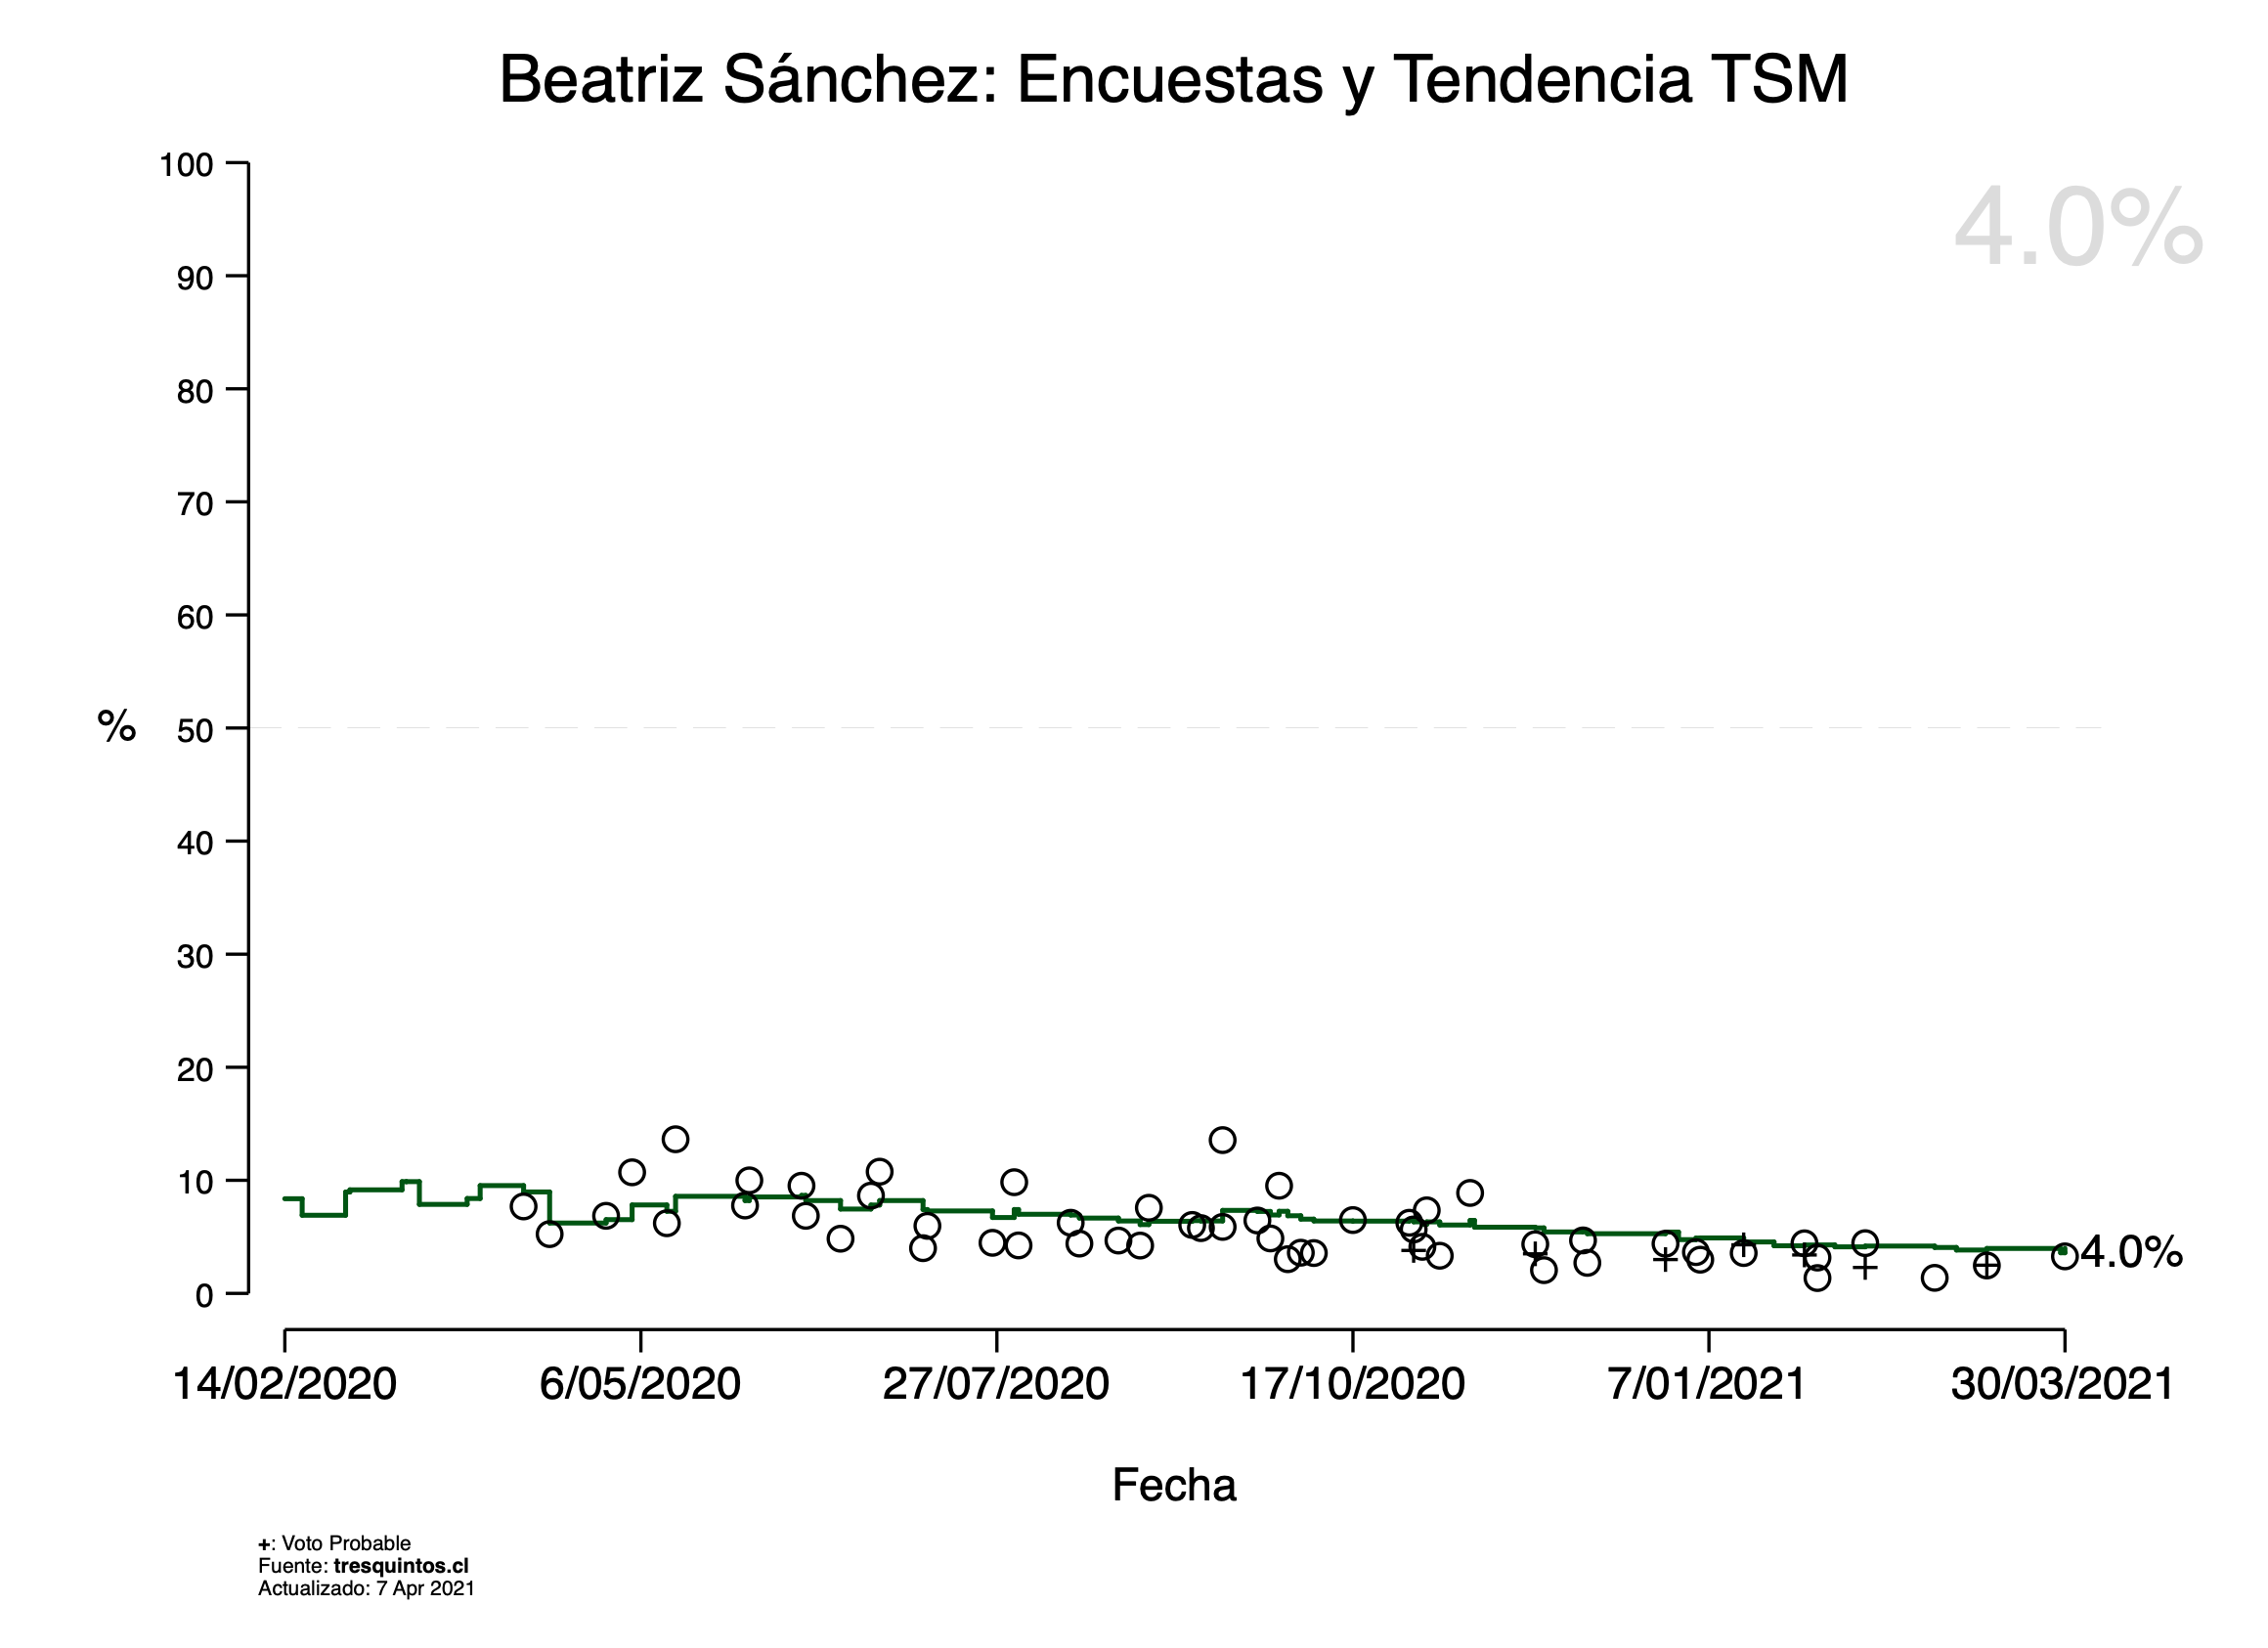 Beatriz Sánchez: Encuestas y Tendencia TSM
4.0%
100
90
80
70
60
% 50
40
30
20
10
0
4.0%
14/02/2020 6/05/2020 27/07/2020 17/10/2020 7/01/2021 30/03/2021
Fecha
+: Voto Probable
Fuente: tresquintos.cl
Actualizado: 7 Apr 2021